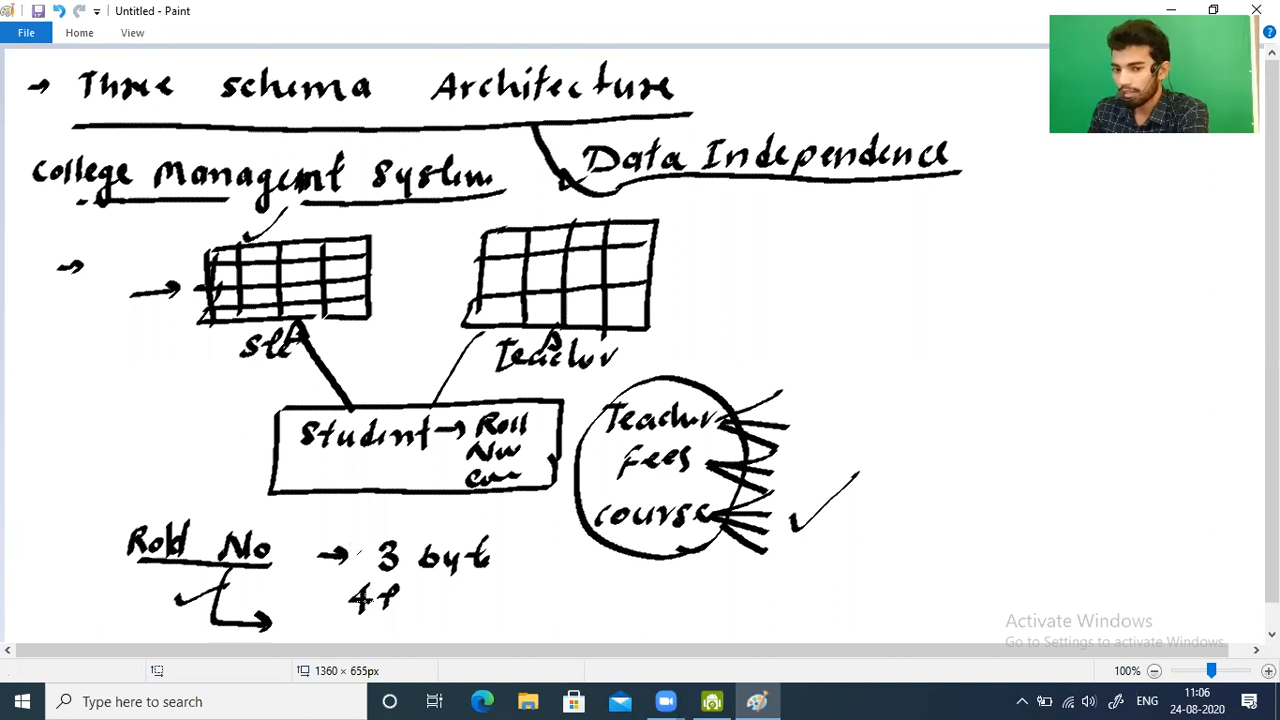 Untitled - Paint
File Home View
→ Three schema Architecture
College Managemt System
Data Independence
Teacher
Student → Roll
Teacher
Fees
course
Roll No → 3 byte
Activate Windows
Go to Settings to activate Windows.
1360 × 655px
100%
Type here to search
ENG
11:06
24-08-2020